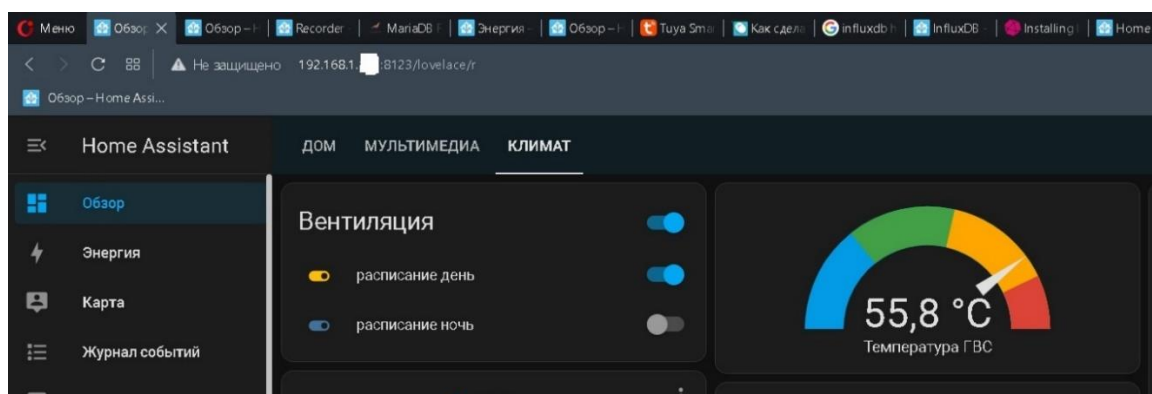 Меню Обзор Обзор – H Recorder MariaDB F Энергия – Обзор – H Tuya Sma Как сдела influxdb h InfluxDB – Installing Home
Не защищено 192.168.1. :8123/lovelace/r
Обзор – Home Assi...
Home Assistant ДОМ МУЛЬТИМЕДИА КЛИМАТ
Обзор
Энергия
Карта
Журнал событий
Вентиляция
расписание день
расписание ночь
55,8 °C
Температура ГВС